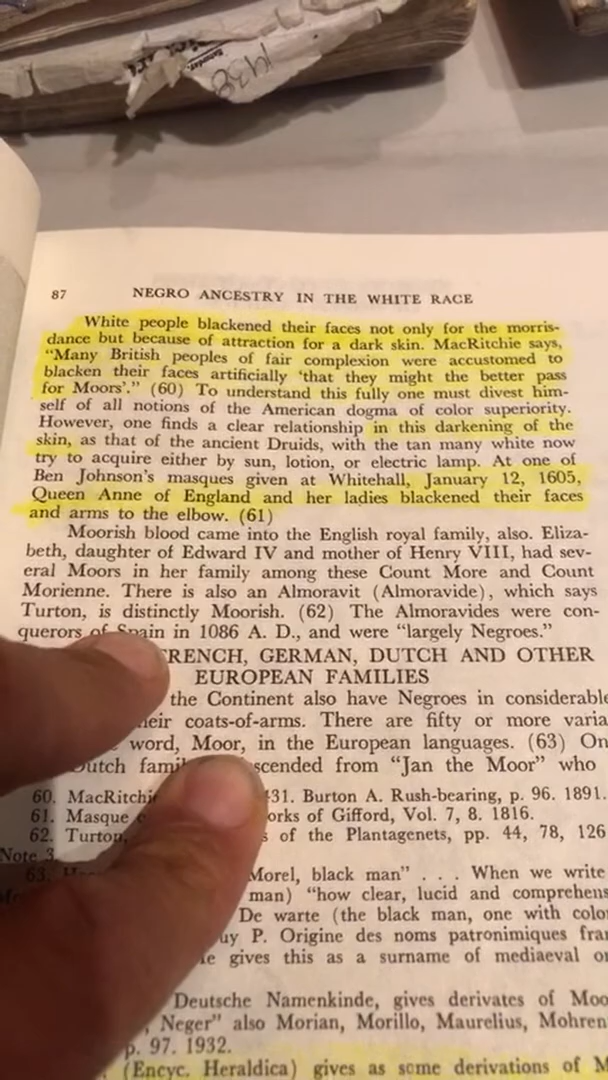 1938
87 NEGRO ANCESTRY IN THE WHITE RACE
White people blackened their faces not only for the morris-
dance but because of attraction for a dark skin. MacRitchie says,
"Many British peoples of fair complexion were accustomed to
blacken their faces artificially 'that they might the better pass
for Moors'." (60) To understand this fully one must divest him-
self of all notions of the American dogma of color superiority.
However, one finds a clear relationship in this darkening of the
skin, as that of the ancient Druids, with the tan many white now
try to acquire either by sun, lotion, or electric lamp. At one of
Ben Johnson's masques given at Whitehall, January 12, 1605,
Queen Anne of England and her ladies blackened their faces
and arms to the elbow. (61)
Moorish blood came into the English royal family, also. Eliza-
beth, daughter of Edward IV and mother of Henry VIII, had sev-
eral Moors in her family among these Count More and Count
Morienne. There is also an Almoravit (Almoravide), which says
Turton, is distinctly Moorish. (62) The Almoravides were con-
querors of Spain in 1086 A. D., and were "largely Negroes."
FRENCH, GERMAN, DUTCH AND OTHER
EUROPEAN FAMILIES
the Continent also have Negroes in considerable
their coats-of-arms. There are fifty or more varia
word, Moor, in the European languages. (63) On
Dutch family scended from "Jan the Moor" who
60. MacRitchie 431. Burton A. Rush-bearing, p. 96. 1891.
61. Masque orks of Gifford, Vol. 7, 8. 1816.
62. Turton, s of the Plantagenets, pp. 44, 78, 126
Note 3
63. Morel, black man" . . . When we write
man) "how clear, lucid and comprehens
De warte (the black man, one with colo
uy P. Origine des noms patronimiques fran
le gives this as a surname of mediaeval o
Deutsche Namenkinde, gives derivates of Moo
, Neger" also Morian, Morillo, Maurelius, Mohren
p. 97. 1932.
(Encyc. Heraldica) gives as some derivations of M